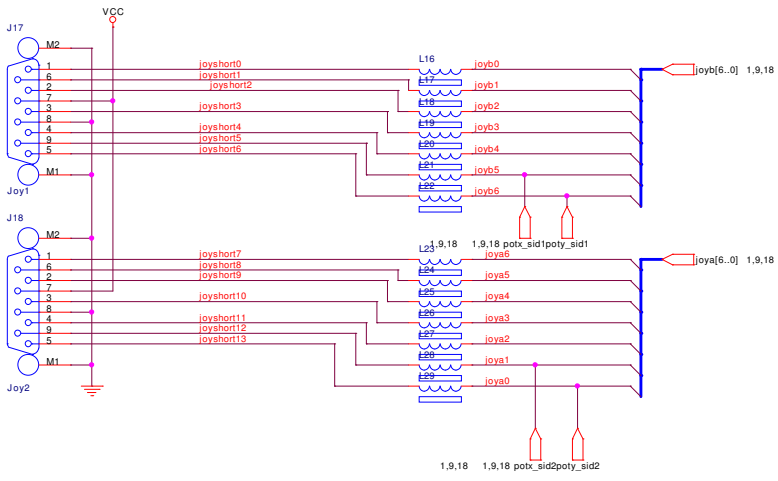 VCC
J17
M2
1 joyshort0 L16 joyb0 joyb[6..0] 1,9,18
6 joyshort1 L17
2 joyshort2 joyb1
7 L18
3 joyshort3 joyb2
8 L19
4 joyshort4 joyb3
9 joyshort5 L20
5 joyshort6 joyb4
L21
M1 joyb5
Joy1 L22
joyb6
J18
M2 1,9,18 1,9,18 potx_sid1 poty_sid1
L23
1 joyshort7 joya6 joya[6..0] 1,9,18
6 joyshort8 L24
2 joyshort9 joya5
7 L25
3 joyshort10 joya4
8 L26
4 joyshort11 joya3
9 joyshort12 L27
5 joyshort13 joya2
L28
M1 joya1
L29
Joy2 joya0
1,9,18 1,9,18 potx_sid2 poty_sid2